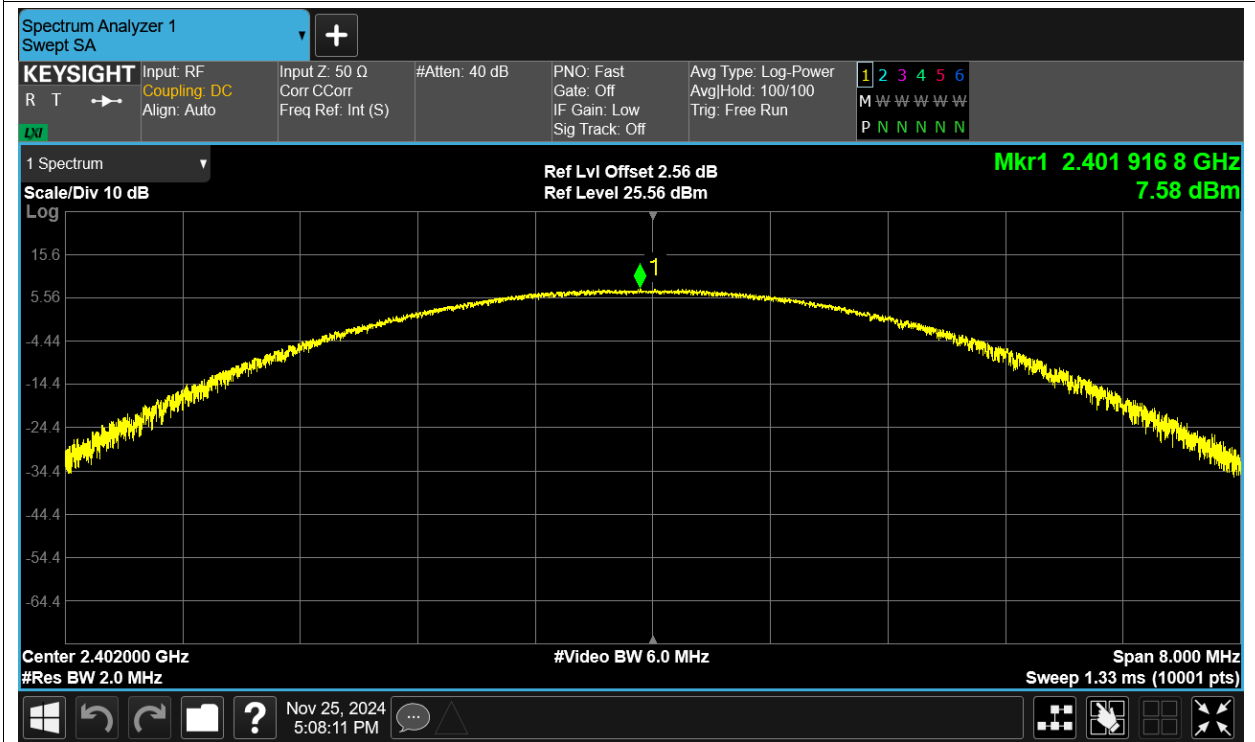 Spectrum Analyzer 1
Swept SA
+
KEYSIGHT
R T
LXI
Input: RF
Coupling: DC
Align: Auto
Input Z: 50 Ω
Corr CCorr
Freq Ref: Int (S)
#Atten: 40 dB
PNO: Fast
Gate: Off
IF Gain: Low
Sig Track: Off
Avg Type: Log-Power
Avg|Hold: 100/100
Trig: Free Run
1 2 3 4 5 6
M W W W W W
P N N N N N
1 Spectrum
Scale/Div 10 dB
Log
Ref Lvl Offset 2.56 dB
Ref Level 25.56 dBm
Mkr1 2.401 916 8 GHz
7.58 dBm
15.6
1
5.56
-4.44
-14.4
-24.4
-34.4
-44.4
-54.4
-64.4
Center 2.402000 GHz
#Res BW 2.0 MHz
#Video BW 6.0 MHz
Span 8.000 MHz
Sweep 1.33 ms (10001 pts)
?
Nov 25, 2024
5:08:11 PM